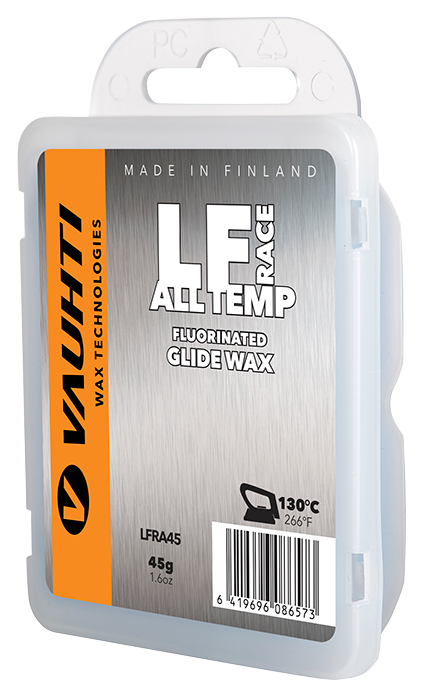 PC
MADE IN FINLAND
VAUHTI
WAX TECHNOLOGIES
LF RACE
ALL TEMP
FLUORINATED
GLIDE WAX
130°C
266°F
LFRA45
45g
1.6oz
6 419696 086573